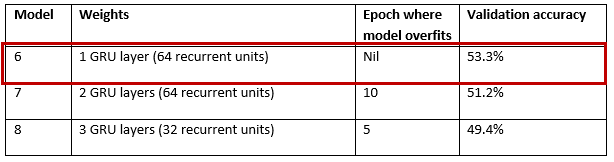 Model Weights Epoch where model overfits Validation accuracy
6 1 GRU layer (64 recurrent units) Nil 53.3%
7 2 GRU layers (64 recurrent units) 10 51.2%
8 3 GRU layers (32 recurrent units) 5 49.4%